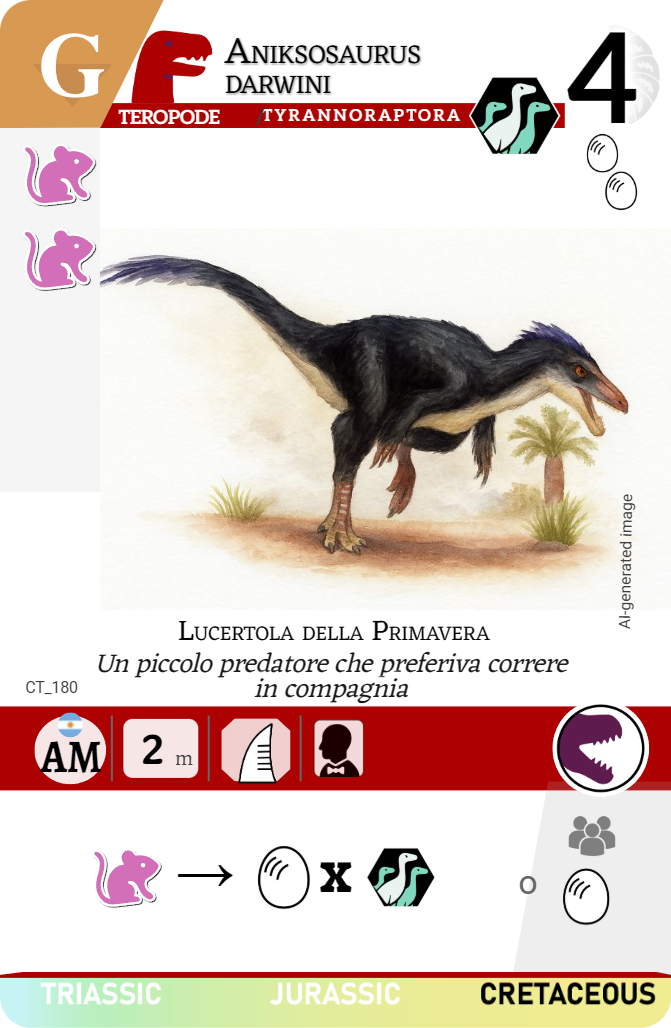 G
ANIKSOSAURUS
DARWINI
4
TEROPODE /TYRANNORAPTORA
AI-generated image
LUCERTOLA DELLA PRIMAVERA
Un piccolo predatore che preferiva correre
in compagnia
CT_180
AM 2 m
x
o
TRIASSIC JURASSIC CRETACEOUS